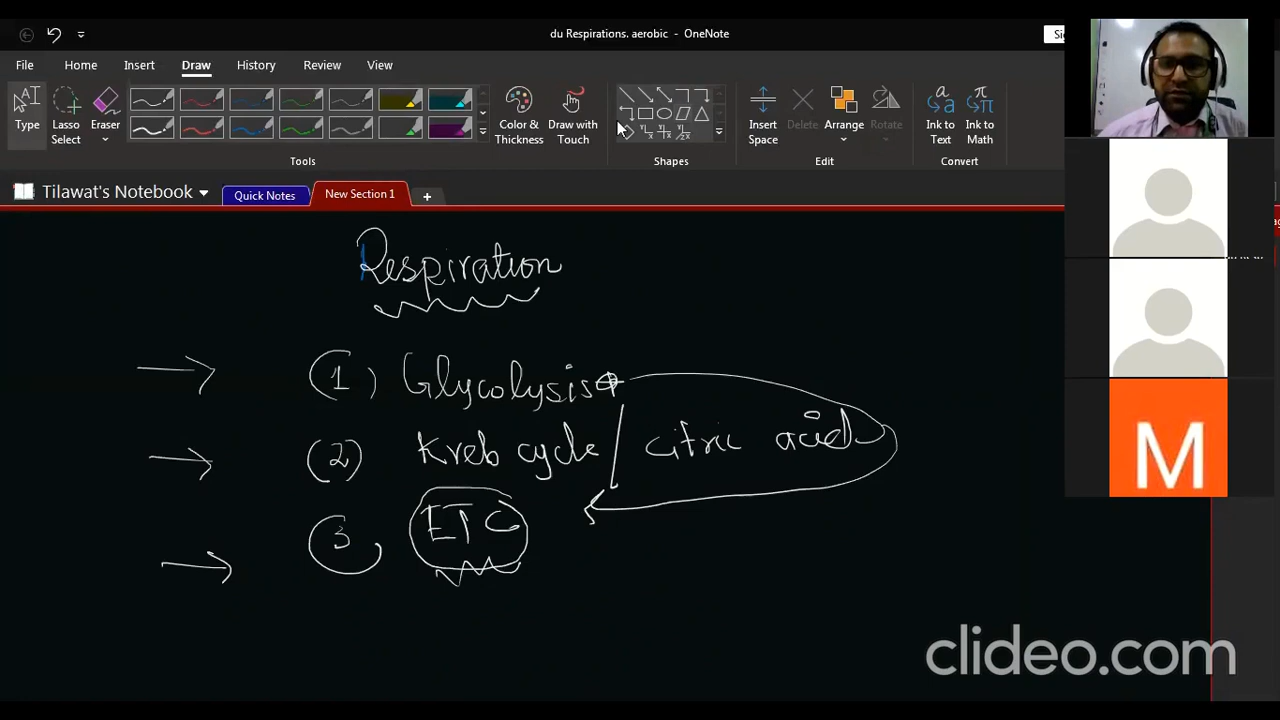 du Respirations. aerobic - OneNote
File Home Insert Draw History Review View
Type Lasso Select Eraser Color & Thickness Draw with Touch Insert Space Delete Arrange Rotate Ink to Text Ink to Math
Tools Shapes Edit Convert
Tilawat's Notebook Quick Notes New Section 1 +
Respiration
(1) Glycolysis
(2) Kreb cycle / citric acid
3 ETC
M
clideo.com